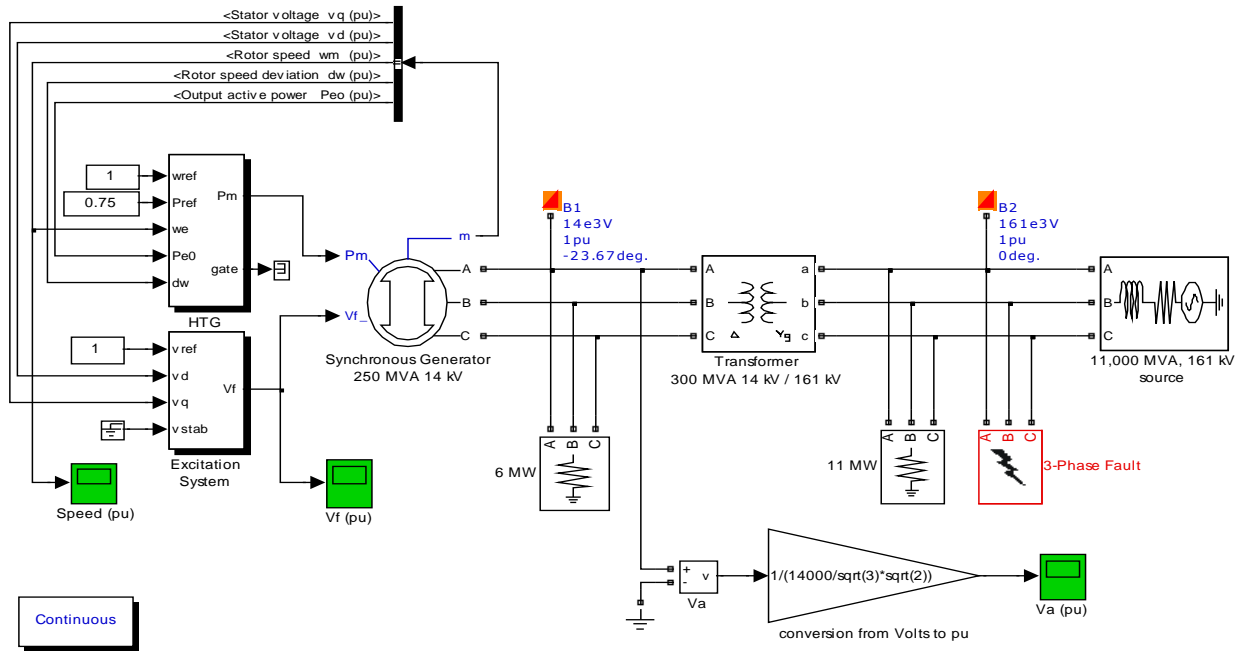 <Stator voltage vq (pu)>
<Stator voltage vd (pu)>
<Rotor speed wm (pu)>
<Rotor speed deviation dw (pu)>
<Output active power Peo (pu)>
1
0.75
wref
Pref
we
Pe0
dw
Pm
gate
HTG
1
vref
vd
vq
vstab
Vf
Excitation
System
Speed (pu)
Vf (pu)
Continuous
Pm
Vf_
m
A
B
C
Synchronous Generator
250 MVA 14 kV
B1
14e3V
1pu
-23.67deg.
A B C
6 MW
A
B
C
a
b
c
Δ
Yg
Transformer
300 MVA 14 kV / 161 kV
B2
161e3V
1pu
0deg.
A B C
11 MW
A B C
3-Phase Fault
A
B
C
11,000 MVA, 161 kV
source
+
-
v
Va
1/(14000/sqrt(3)*sqrt(2))
conversion from Volts to pu
Va (pu)